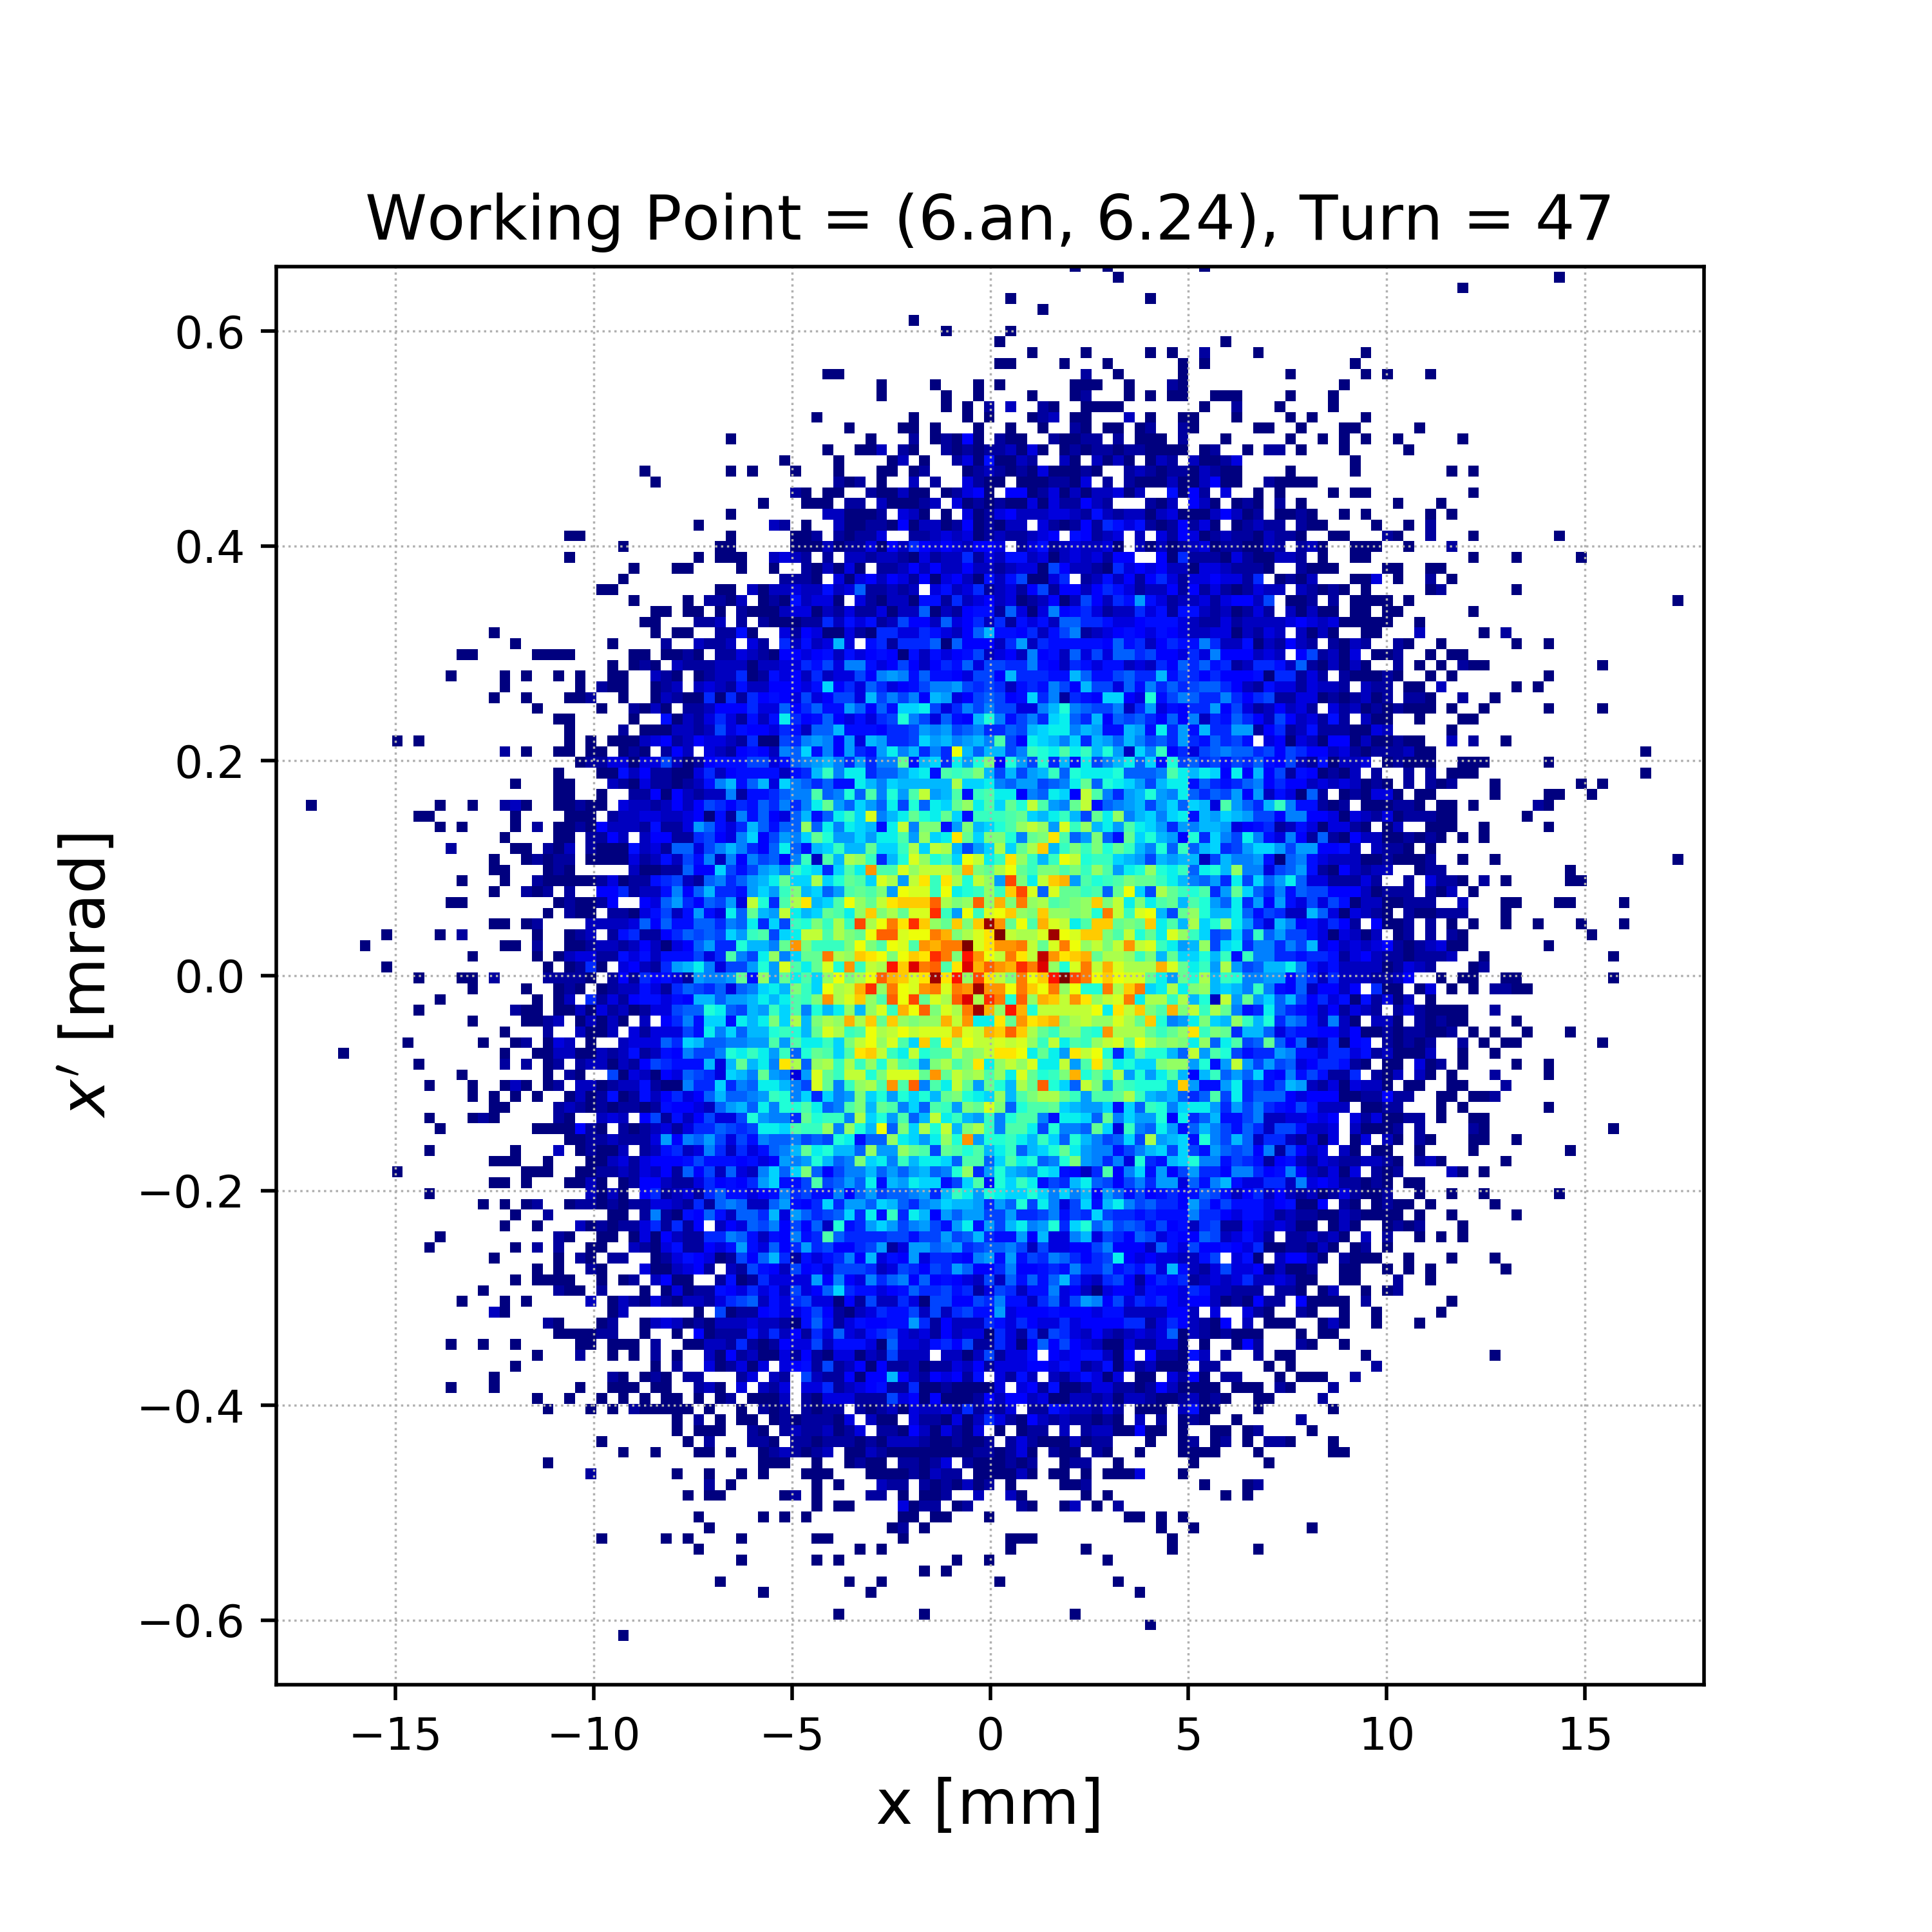 Working Point = (6.an, 6.24), Turn = 47
0.6
0.4
0.2
0.0
−0.2
−0.4
−0.6
x′ [mrad]
−15 −10 −5 0 5 10 15
x [mm]